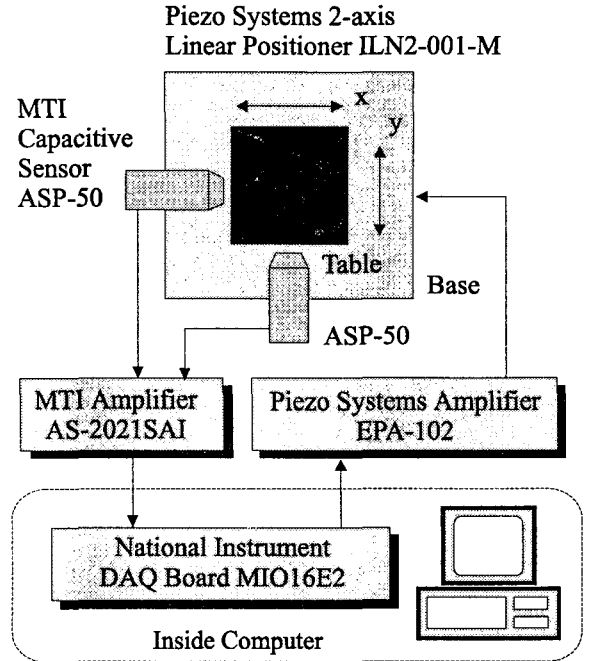 Piezo Systems 2-axis
Linear Positioner ILN2-001-M
MTI
Capacitive
Sensor
ASP-50
x
y
Table
Base
ASP-50
MTI Amplifier
AS-2021SAI
Piezo Systems Amplifier
EPA-102
National Instrument
DAQ Board MIO16E2
Inside Computer